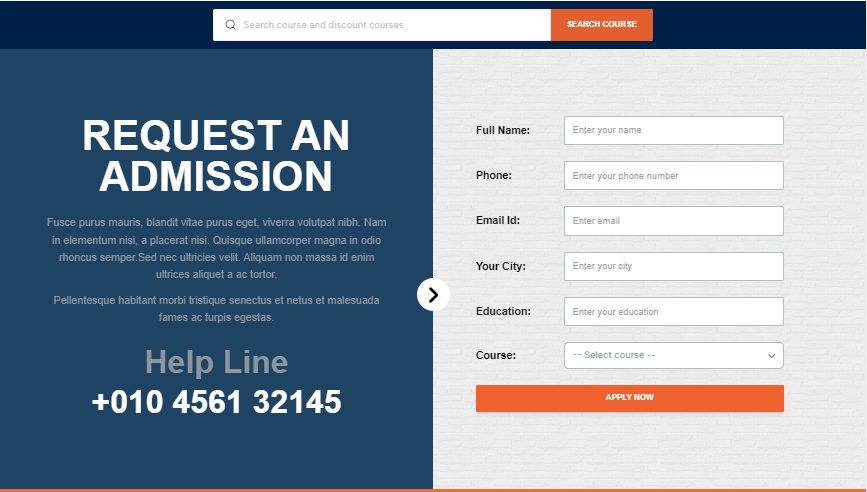 Search course and discount courses
SEARCH COURSE
REQUEST AN
ADMISSION
Fusce purus mauris, blandit vitae purus eget, viverra volutpat nibh. Nam
in elementum nisi, a placerat nisi. Quisque ullamcorper magna in odio
rhoncus semper.Sed nec ultricies velit. Aliquam non massa id enim
ultrices aliquet a ac tortor.
Pellentesque habitant morbi tristique senectus et netus et malesuada
fames ac turpis egestas.
Help Line
+010 4561 32145
Full Name:
Enter your name
Phone:
Enter your phone number
Email Id:
Enter email
Your City:
Enter your city
Education:
Enter your education
Course:
-- Select course --
APPLY NOW